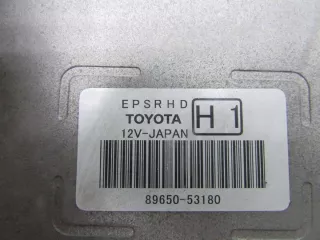 EPSRHD
TOYOTA H1
12V-JAPAN
89650-53180